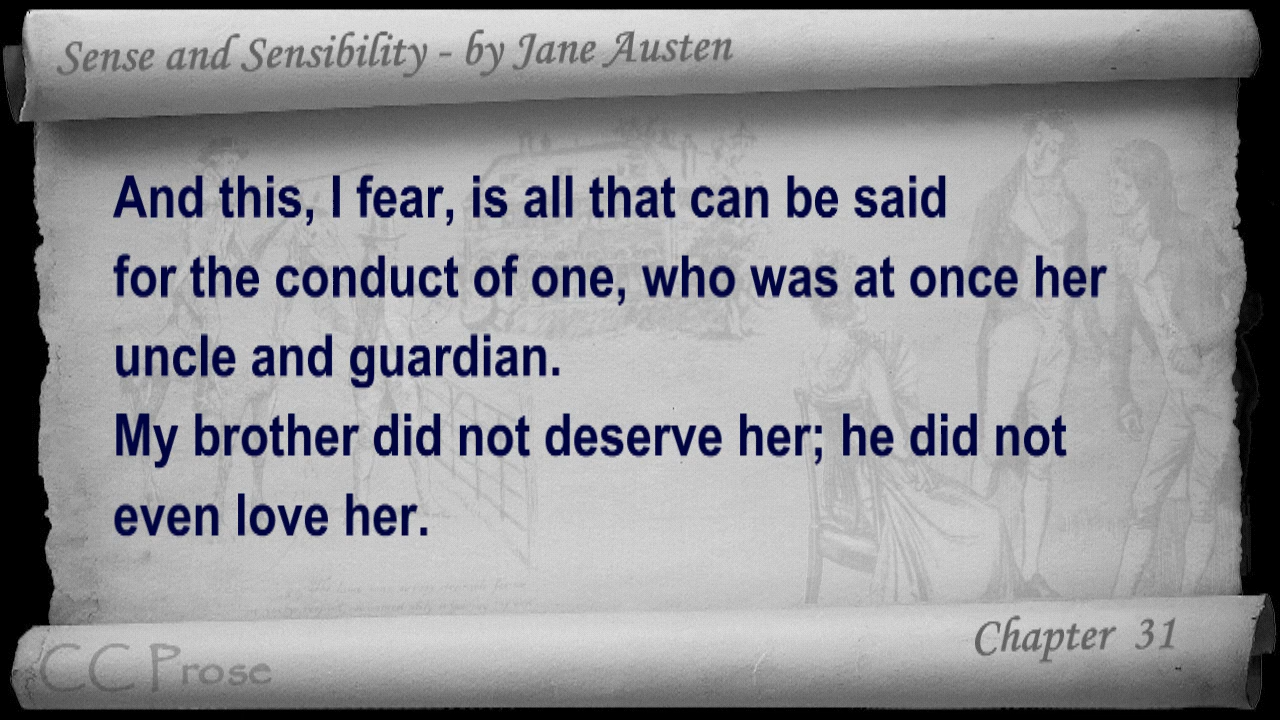 Sense and Sensibility - by Jane Austen
And this, I fear, is all that can be said
for the conduct of one, who was at once her
uncle and guardian.
My brother did not deserve her; he did not
even love her.
Chapter 31
CC Prose